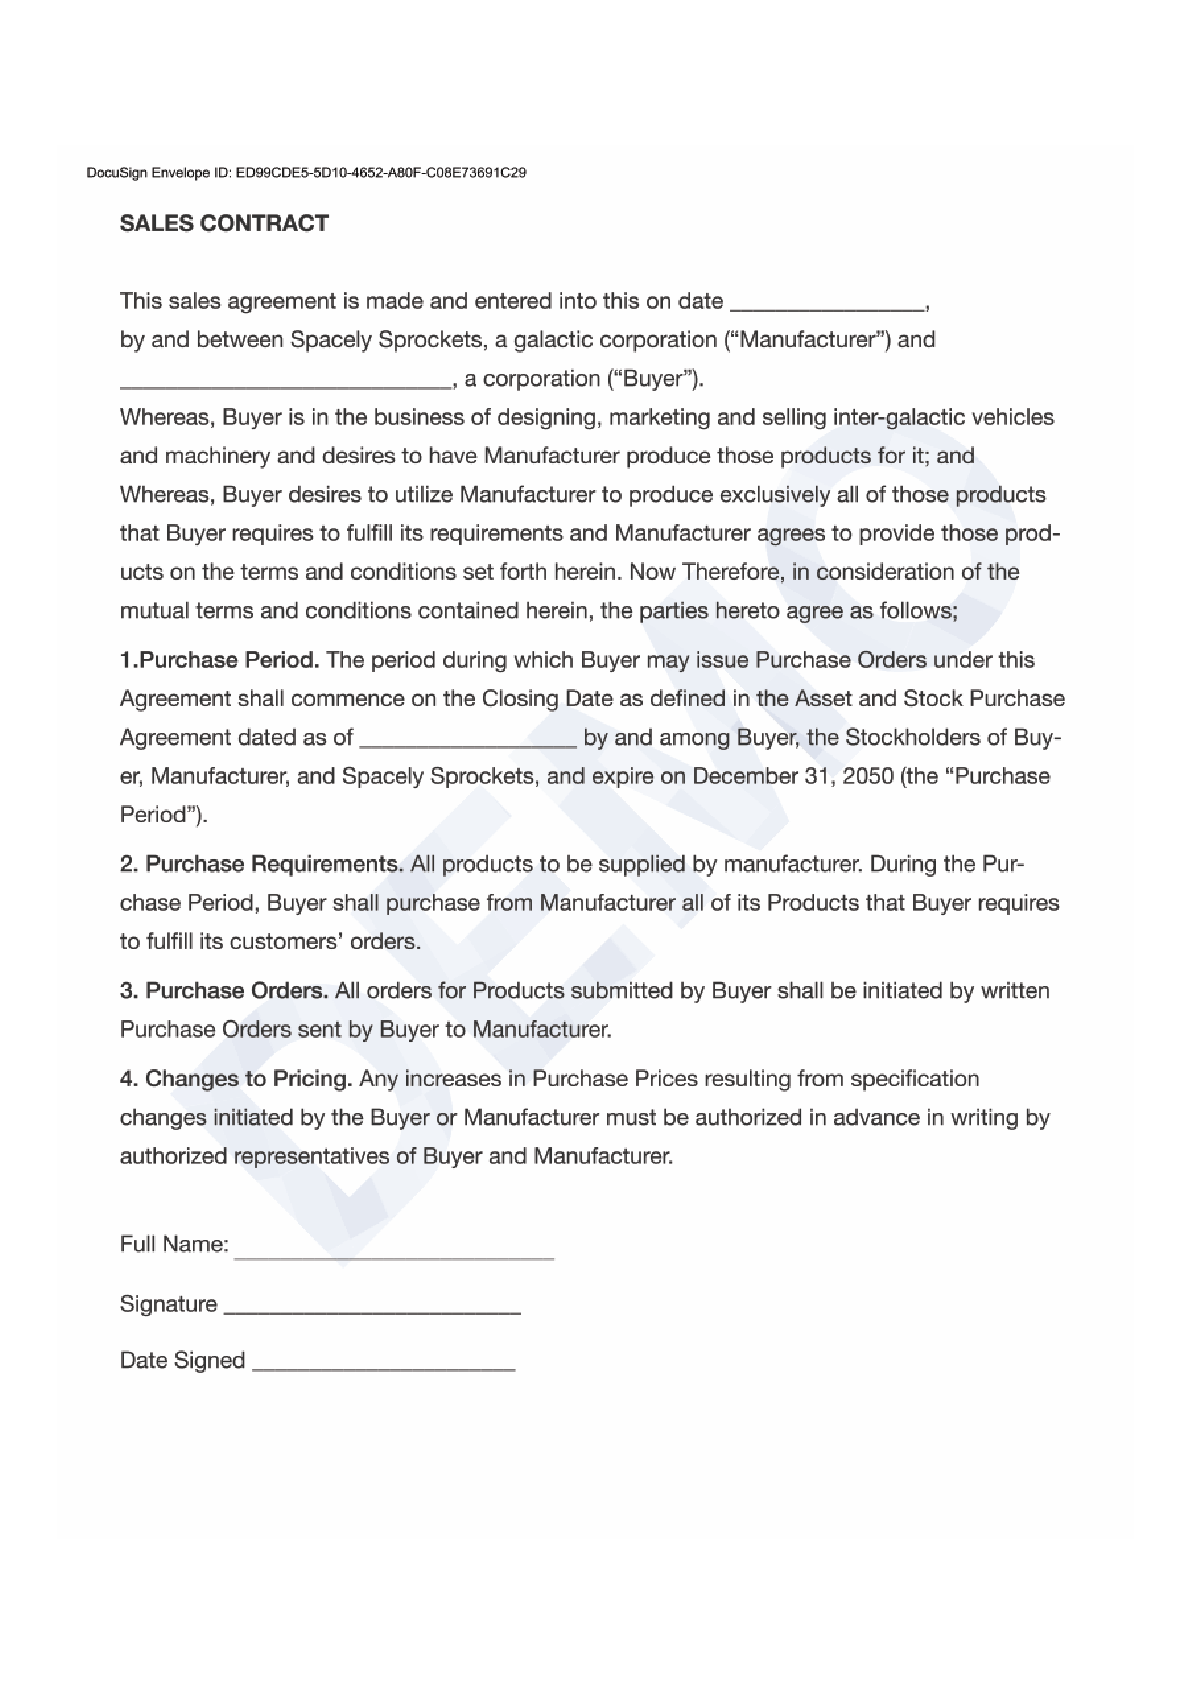 DocuSign Envelope ID: ED99CDE5-5D10-4652-A80F-C08E73691C29
SALES CONTRACT
This sales agreement is made and entered into this on date _________________,
by and between Spacely Sprockets, a galactic corporation (“Manufacturer”) and
_____________________________, a corporation (“Buyer”).
Whereas, Buyer is in the business of designing, marketing and selling inter-galactic vehicles
and machinery and desires to have Manufacturer produce those products for it; and
Whereas, Buyer desires to utilize Manufacturer to produce exclusively all of those products
that Buyer requires to fulfill its requirements and Manufacturer agrees to provide those prod-
ucts on the terms and conditions set forth herein. Now Therefore, in consideration of the
mutual terms and conditions contained herein, the parties hereto agree as follows;
1.Purchase Period. The period during which Buyer may issue Purchase Orders under this
Agreement shall commence on the Closing Date as defined in the Asset and Stock Purchase
Agreement dated as of ___________________ by and among Buyer, the Stockholders of Buy-
er, Manufacturer, and Spacely Sprockets, and expire on December 31, 2050 (the “Purchase
Period”).
2. Purchase Requirements. All products to be supplied by manufacturer. During the Pur-
chase Period, Buyer shall purchase from Manufacturer all of its Products that Buyer requires
to fulfill its customers’ orders.
3. Purchase Orders. All orders for Products submitted by Buyer shall be initiated by written
Purchase Orders sent by Buyer to Manufacturer.
4. Changes to Pricing. Any increases in Purchase Prices resulting from specification
changes initiated by the Buyer or Manufacturer must be authorized in advance in writing by
authorized representatives of Buyer and Manufacturer.
Full Name: ____________________________
Signature __________________________
Date Signed _______________________
DEMO